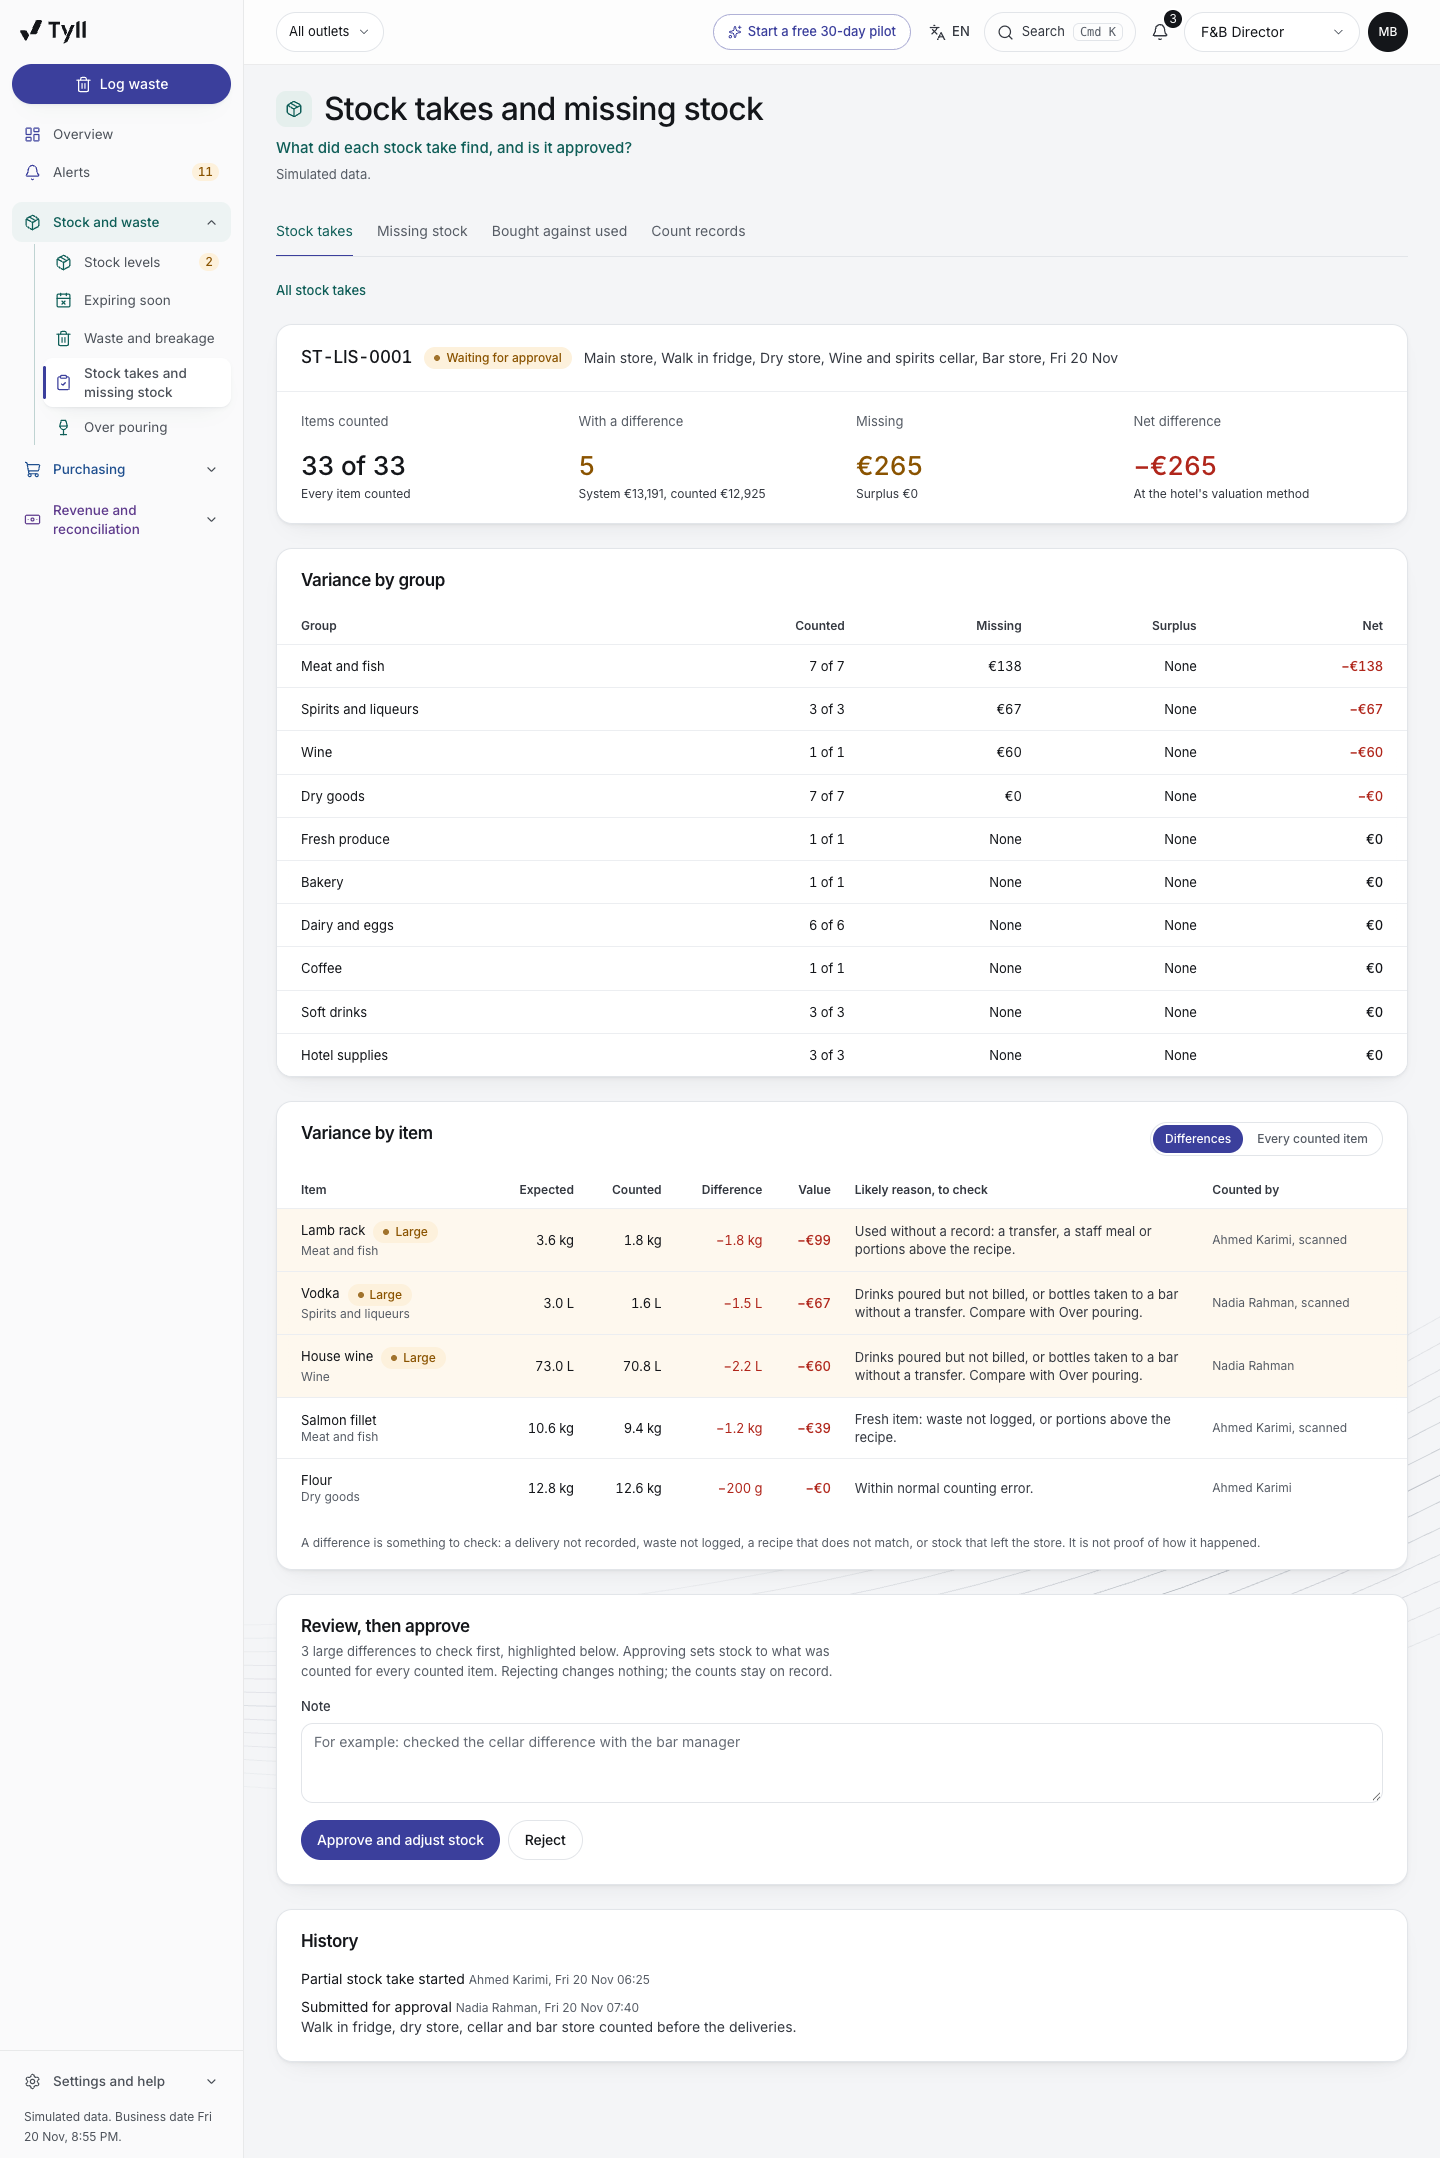 Tyll
Log waste
Overview
Alerts 11
Stock and waste
Stock levels 2
Expiring soon
Waste and breakage
Stock takes and
missing stock
Over pouring
Purchasing
Revenue and
reconciliation
Settings and help
Simulated data. Business date Fri
20 Nov, 8:55 PM.
All outlets
Start a free 30-day pilot
EN
Search Cmd K
3
F&B Director
MB
Stock takes and missing stock
What did each stock take find, and is it approved?
Simulated data.
Stock takes Missing stock Bought against used Count records
All stock takes
ST-LIS-0001 Waiting for approval Main store, Walk in fridge, Dry store, Wine and spirits cellar, Bar store, Fri 20 Nov
Items counted With a difference Missing Net difference
33 of 33 5 €265 −€265
Every item counted System €13,191, counted €12,925 Surplus €0 At the hotel's valuation method
Variance by group
Group Counted Missing Surplus Net
Meat and fish 7 of 7 €138 None −€138
Spirits and liqueurs 3 of 3 €67 None −€67
Wine 1 of 1 €60 None −€60
Dry goods 7 of 7 €0 None −€0
Fresh produce 1 of 1 None None €0
Bakery 1 of 1 None None €0
Dairy and eggs 6 of 6 None None €0
Coffee 1 of 1 None None €0
Soft drinks 3 of 3 None None €0
Hotel supplies 3 of 3 None None €0
Variance by item
Differences Every counted item
Item Expected Counted Difference Value Likely reason, to check Counted by
Lamb rack Large 3.6 kg 1.8 kg −1.8 kg −€99 Used without a record: a transfer, a staff meal or Ahmed Karimi, scanned
Meat and fish portions above the recipe.
Vodka Large 3.0 L 1.6 L −1.5 L −€67 Drinks poured but not billed, or bottles taken to a bar Nadia Rahman, scanned
Spirits and liqueurs without a transfer. Compare with Over pouring.
House wine Large 73.0 L 70.8 L −2.2 L −€60 Drinks poured but not billed, or bottles taken to a bar Nadia Rahman
Wine without a transfer. Compare with Over pouring.
Salmon fillet 10.6 kg 9.4 kg −1.2 kg −€39 Fresh item: waste not logged, or portions above the Ahmed Karimi, scanned
Meat and fish recipe.
Flour 12.8 kg 12.6 kg −200 g −€0 Within normal counting error. Ahmed Karimi
Dry goods
A difference is something to check: a delivery not recorded, waste not logged, a recipe that does not match, or stock that left the store. It is not proof of how it happened.
Review, then approve
3 large differences to check first, highlighted below. Approving sets stock to what was
counted for every counted item. Rejecting changes nothing; the counts stay on record.
Note
For example: checked the cellar difference with the bar manager
Approve and adjust stock Reject
History
Partial stock take started Ahmed Karimi, Fri 20 Nov 06:25
Submitted for approval Nadia Rahman, Fri 20 Nov 07:40
Walk in fridge, dry store, cellar and bar store counted before the deliveries.